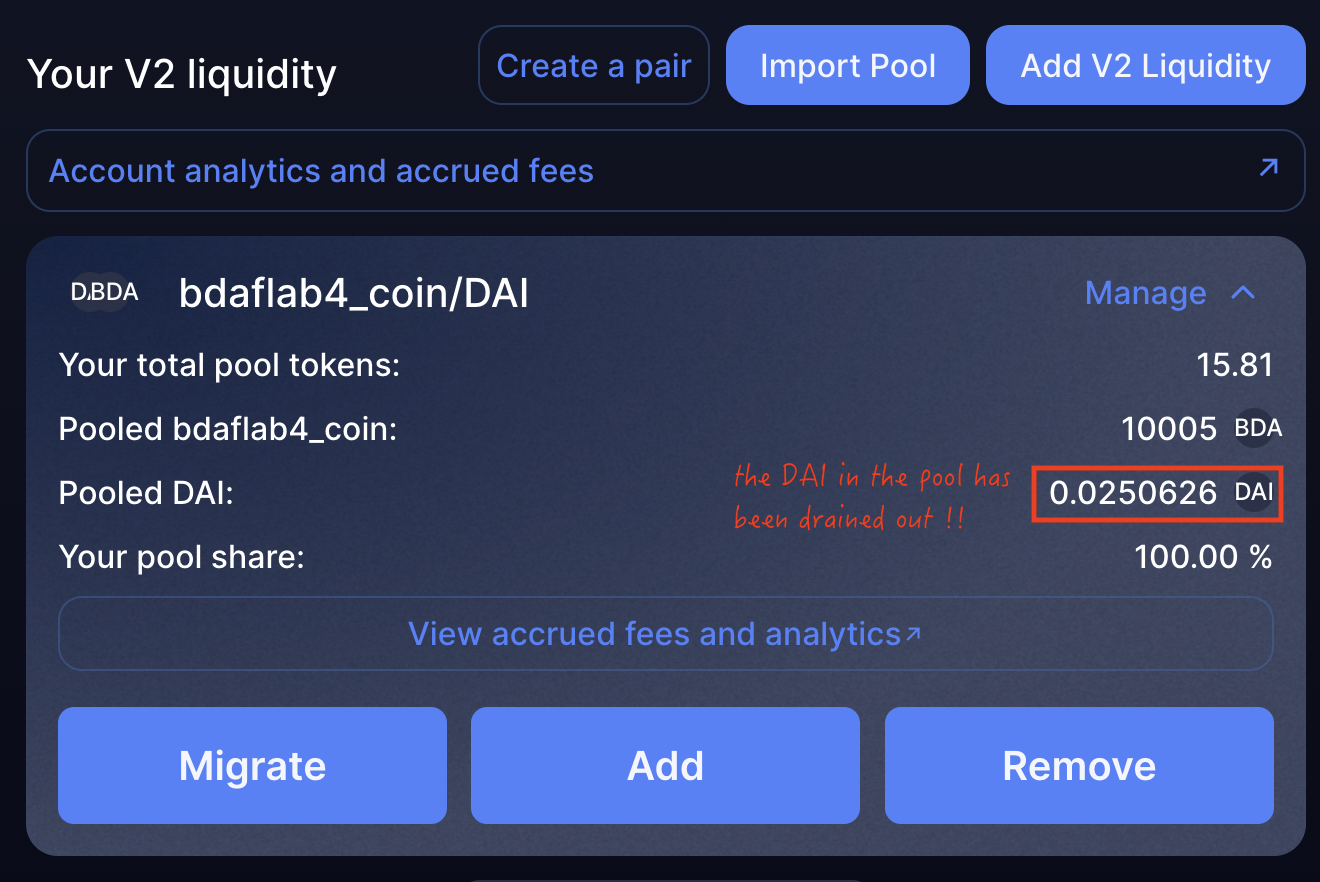 Your V2 liquidity
Create a pair
Import Pool
Add V2 Liquidity
Account analytics and accrued fees ↗
bdaflab4_coin/DAI
Manage
Your total pool tokens: 15.81
Pooled bdaflab4_coin: 10005 BDA
the DAI in the pool has
been drained out !!
Pooled DAI: 0.0250626 DAI
Your pool share: 100.00 %
View accrued fees and analytics↗
Migrate
Add
Remove